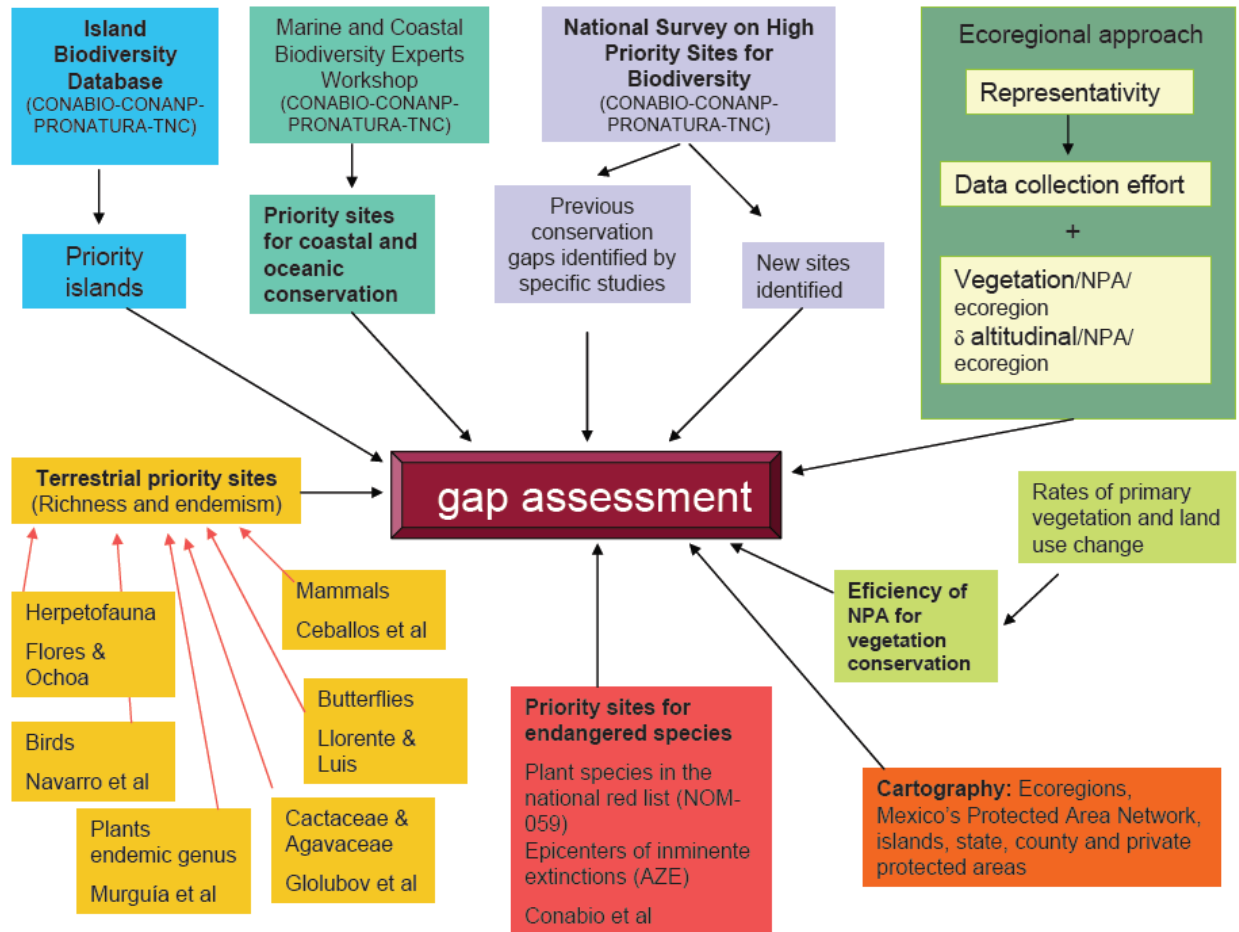 Island
Biodiversity
Database
(CONABIO-CONANP-
PRONATURA-TNC)
Marine and Coastal
Biodiversity Experts
Workshop
(CONABIO-CONANP-
PRONATURA-TNC)
National Survey on High
Priority Sites for
Biodiversity
(CONABIO-CONANP-
PRONATURA-TNC)
Ecoregional approach
Representativity
Data collection effort
+
Vegetation/NPA/
ecoregion
δ altitudinal/NPA/
ecoregion
Priority
islands
Priority sites
for coastal and
oceanic
conservation
Previous
conservation
gaps identified by
specific studies
New sites
identified
Terrestrial priority sites
(Richness and endemism)
gap assessment
Rates of primary
vegetation and land
use change
Eficiency of
NPA for
vegetation
conservation
Herpetofauna
Flores &
Ochoa
Mammals
Ceballos et al
Birds
Navarro et al
Butterflies
Llorente &
Luis
Plants
endemic genus
Murguía et al
Cactaceae &
Agavaceae
Glolubov et al
Priority sites for
endangered species
Plant species in the
national red list (NOM-
059)
Epicenters of inminente
extinctions (AZE)
Conabio et al
Cartography: Ecoregions,
Mexico's Protected Area Network,
islands, state, county and private
protected areas